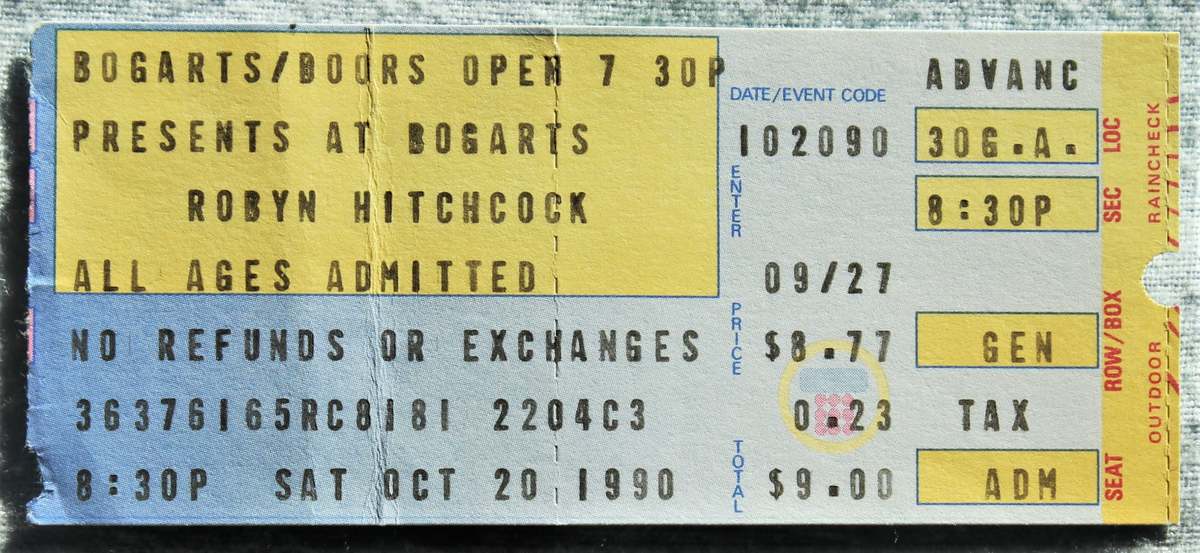 BOGARTS/DOORS OPEN 7 30P
PRESENTS AT BOGARTS
ROBYN HITCHCOCK
ALL AGES ADMITTED
NO REFUNDS OR EXCHANGES
36376165RC8181 2204C3
8:30P SAT OCT 20 1990
DATE/EVENT CODE
102090
ENTER
09/27
PRICE
$8.77
0.23
TOTAL
$9.00
ADVANC
30G.A.
8:30P
GEN
TAX
ADM
LOC
SEC
ROW/BOX
SEAT
RAINCHECK
OUTDOOR